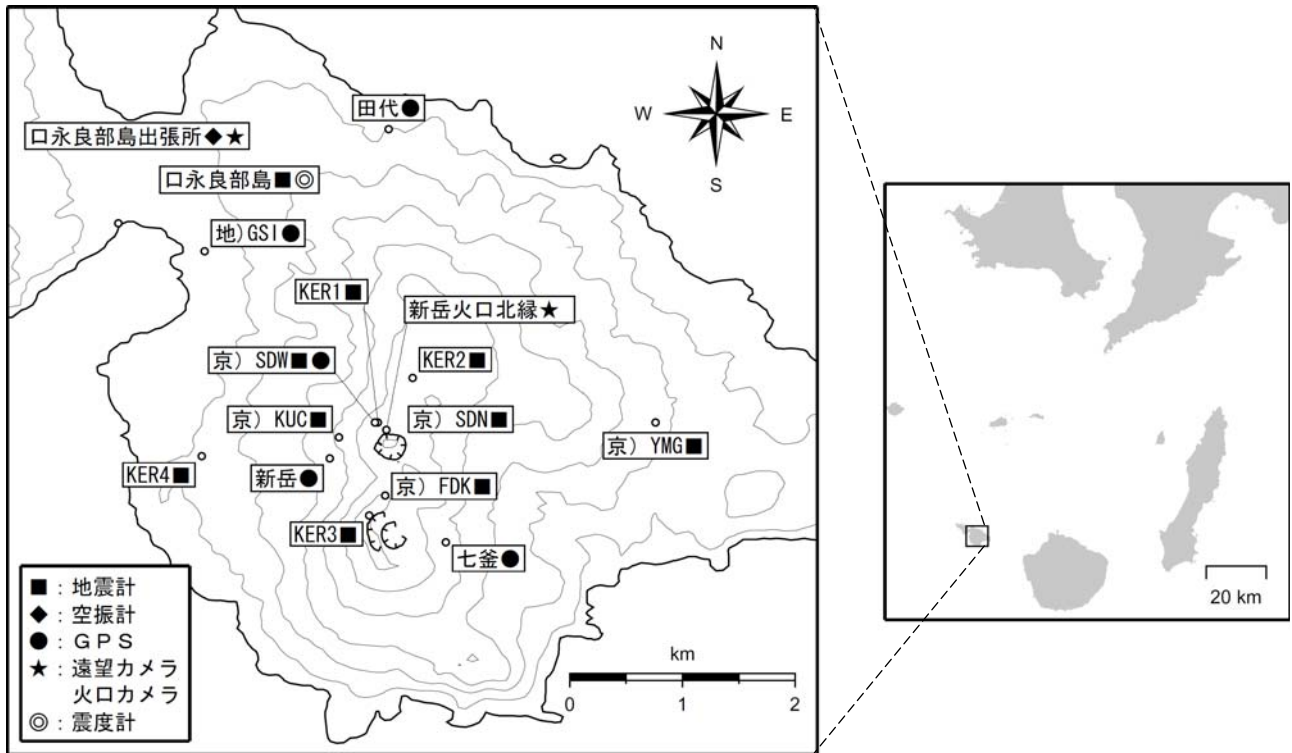 N
W E
S
田代●
口永良部島出張所◆★
口永良部島■◎
地)GSI●
KER1■
新岳火口北縁★
京) SDW■●
KER2■
京) KUC■
京) SDN■
京) YMG■
KER4■
新岳●
京) FDK■
KER3■
七釜●
■:地震計
◆:空振計
●:GPS
★:遠望カメラ
火口カメラ
◎:震度計
km
0 1 2
20 km